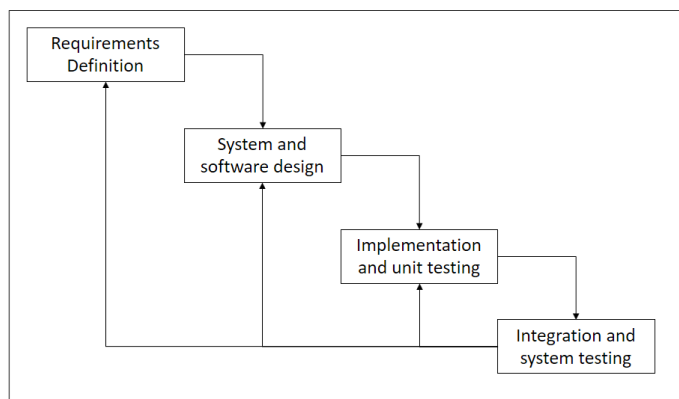 Requirements
Definition
System and
software design
Implementation
and unit testing
Integration and
system testing